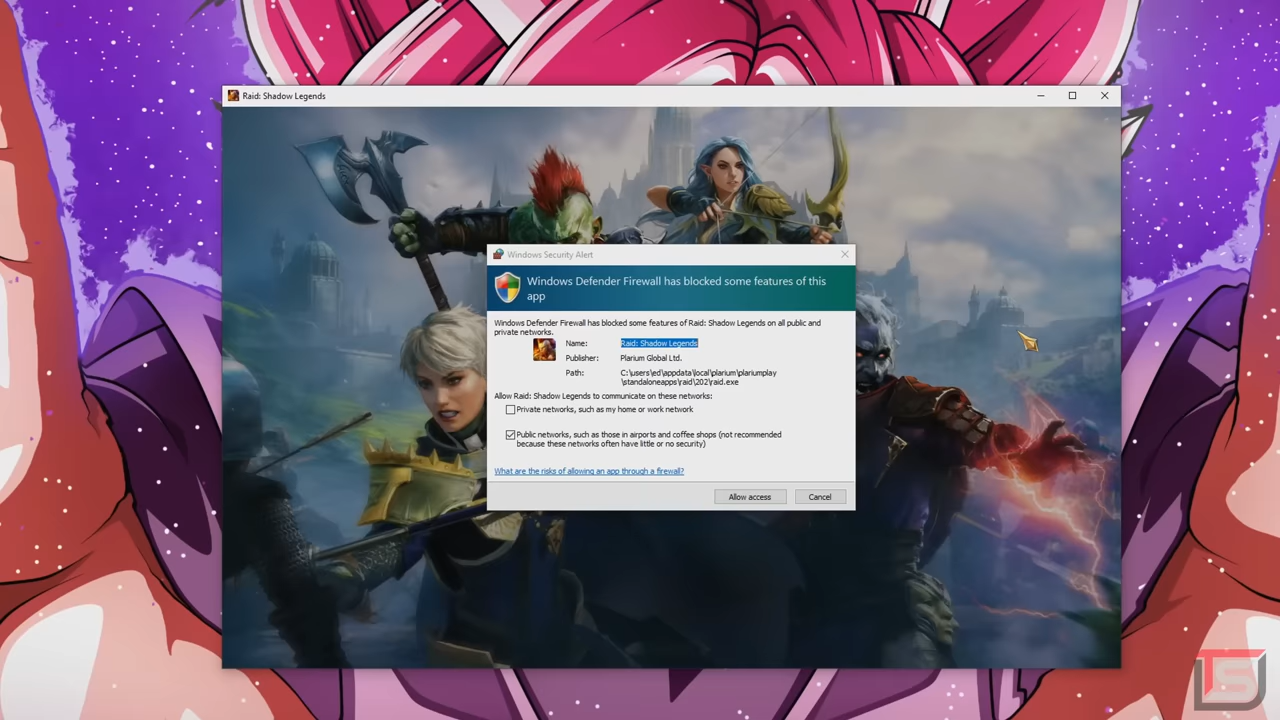 Raid: Shadow Legends
Windows Security Alert
Windows Defender Firewall has blocked some features of this
app
Windows Defender Firewall has blocked some features of Raid: Shadow Legends on all public and
private networks.
Name: Raid: Shadow Legends
Publisher: Plarium Global Ltd.
Path: C:\users\ed\appdata\local\plarium\plariumplay
\standaloneapps\raid\202\raid.exe
Allow Raid: Shadow Legends to communicate on these networks:
Private networks, such as my home or work network
Public networks, such as those in airports and coffee shops (not recommended
because these networks often have little or no security)
What are the risks of allowing an app through a firewall?
Allow access Cancel
TS